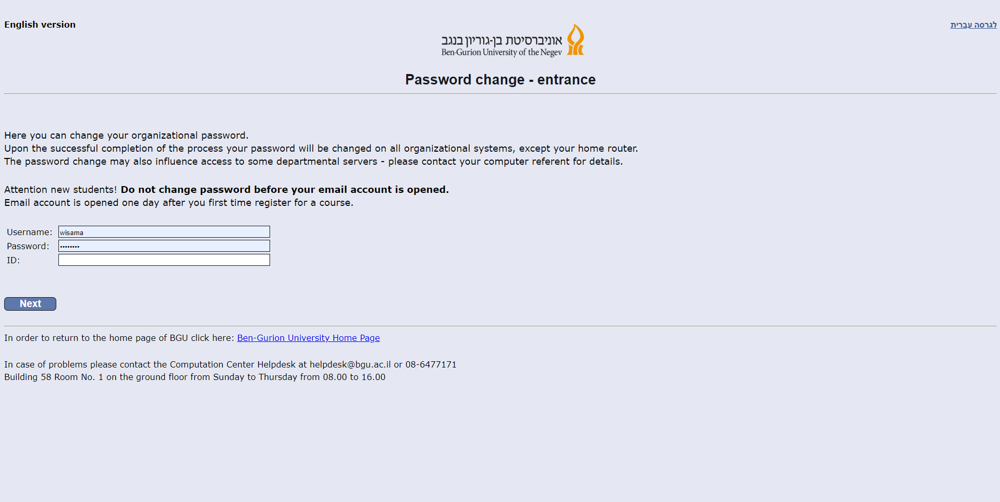 English version
לגרסה עברית
אוניברסיטת בן-גוריון בנגב
Ben-Gurion University of the Negev
Password change - entrance
Here you can change your organizational password.
Upon the successful completion of the process your password will be changed on all organizational systems, except your home router.
The password change may also influence access to some departmental servers - please contact your computer referent for details.
Attention new students! Do not change password before your email account is opened.
Email account is opened one day after you first time register for a course.
Username: wisama
Password: ••••••••
ID:
Next
In order to return to the home page of BGU click here: Ben-Gurion University Home Page
In case of problems please contact the Computation Center Helpdesk at helpdesk@bgu.ac.il or 08-6477171
Building 58 Room No. 1 on the ground floor from Sunday to Thursday from 08.00 to 16.00